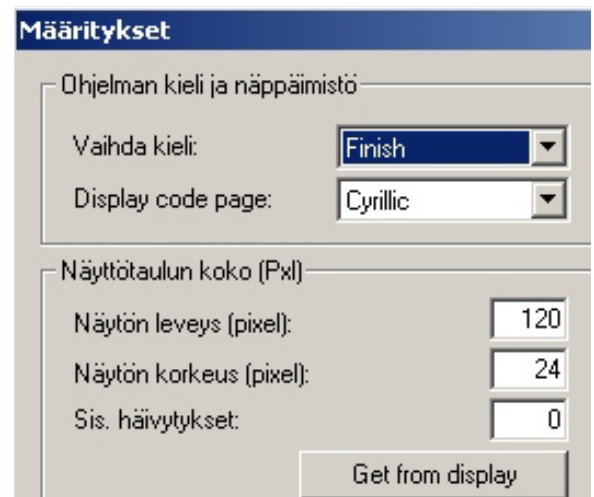 Määritykset
Ohjelman kieli ja näppäimistö
Vaihda kieli: Finish
Display code page: Cyrillic
Näyttötaulun koko (Pxl)
Näytön leveys (pixel): 120
Näytön korkeus (pixel): 24
Sis. häivytykset: 0
Get from display